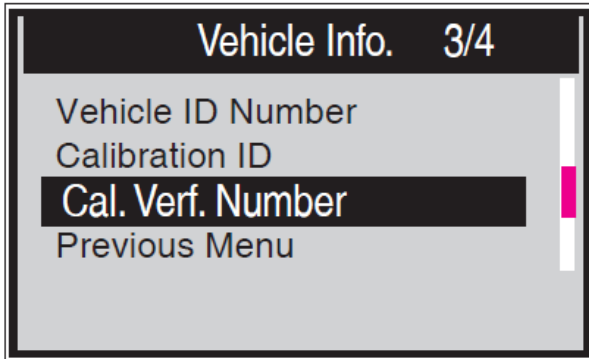 Vehicle Info. 3/4
Vehicle ID Number
Calibration ID
Cal. Verf. Number
Previous Menu